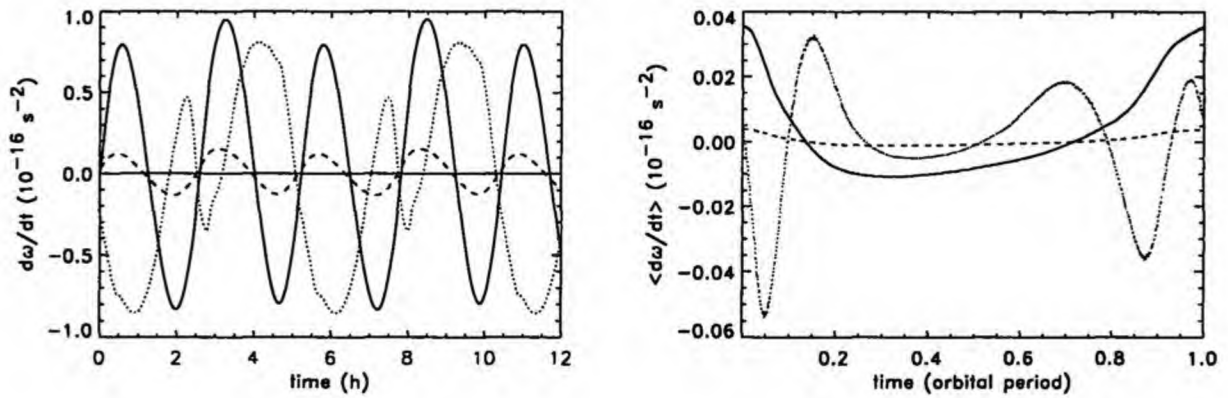 1.0
0.5
0.0
−0.5
−1.0
dω/dt (10⁻¹⁶ s⁻²)
0 2 4 6 8 10 12
time (h)
0.04
0.02
0.00
−0.02
−0.04
−0.06
<dω/dt> (10⁻¹⁶ s⁻²)
0.2 0.4 0.6 0.8 1.0
time (orbital period)